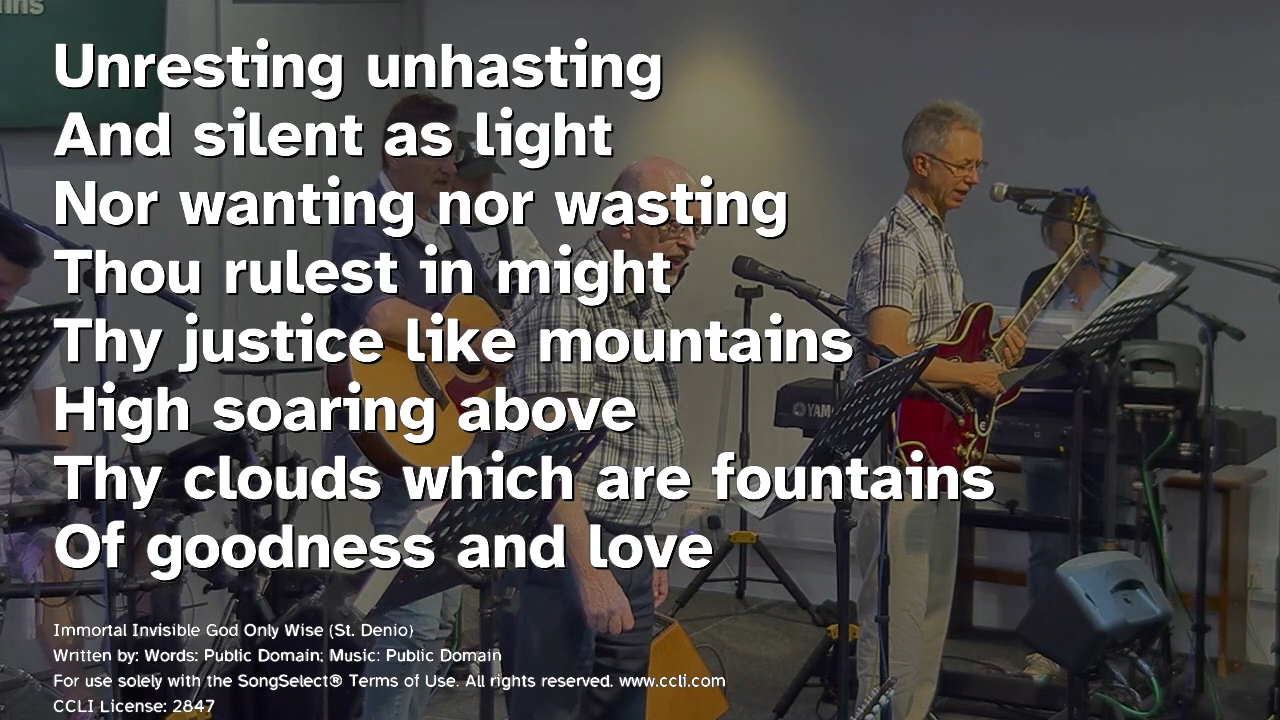 Unresting unhasting
And silent as light
Nor wanting nor wasting
Thou rulest in might
Thy justice like mountains
High soaring above
Thy clouds which are fountains
Of goodness and love
Immortal Invisible God Only Wise (St. Denio)
Written by: Words: Public Domain; Music: Public Domain
For use solely with the SongSelect® Terms of Use. All rights reserved. www.ccli.com
CCLI License: 2847